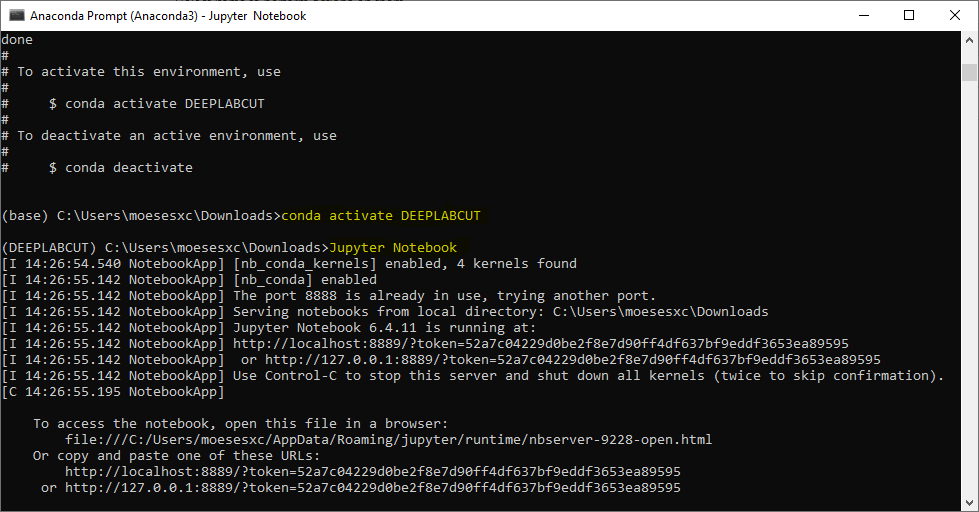 Anaconda Prompt (Anaconda3) - Jupyter Notebook
done
#
# To activate this environment, use
#
#     $ conda activate DEEPLABCUT
#
# To deactivate an active environment, use
#
#     $ conda deactivate
(base) C:\Users\moesesxc\Downloads>conda activate DEEPLABCUT
(DEEPLABCUT) C:\Users\moesesxc\Downloads>Jupyter Notebook
[I 14:26:54.540 NotebookApp] [nb_conda_kernels] enabled, 4 kernels found
[I 14:26:55.142 NotebookApp] [nb_conda] enabled
[I 14:26:55.142 NotebookApp] The port 8888 is already in use, trying another port.
[I 14:26:55.142 NotebookApp] Serving notebooks from local directory: C:\Users\moesesxc\Downloads
[I 14:26:55.142 NotebookApp] Jupyter Notebook 6.4.11 is running at:
[I 14:26:55.142 NotebookApp] http://localhost:8889/?token=52a7c04229d0be2f8e7d90ff4df637bf9eddf3653ea89595
[I 14:26:55.142 NotebookApp]  or http://127.0.0.1:8889/?token=52a7c04229d0be2f8e7d90ff4df637bf9eddf3653ea89595
[I 14:26:55.142 NotebookApp] Use Control-C to stop this server and shut down all kernels (twice to skip confirmation).
[C 14:26:55.195 NotebookApp]
    To access the notebook, open this file in a browser:
        file:///C:/Users/moesesxc/AppData/Roaming/jupyter/runtime/nbserver-9228-open.html
    Or copy and paste one of these URLs:
        http://localhost:8889/?token=52a7c04229d0be2f8e7d90ff4df637bf9eddf3653ea89595
     or http://127.0.0.1:8889/?token=52a7c04229d0be2f8e7d90ff4df637bf9eddf3653ea89595